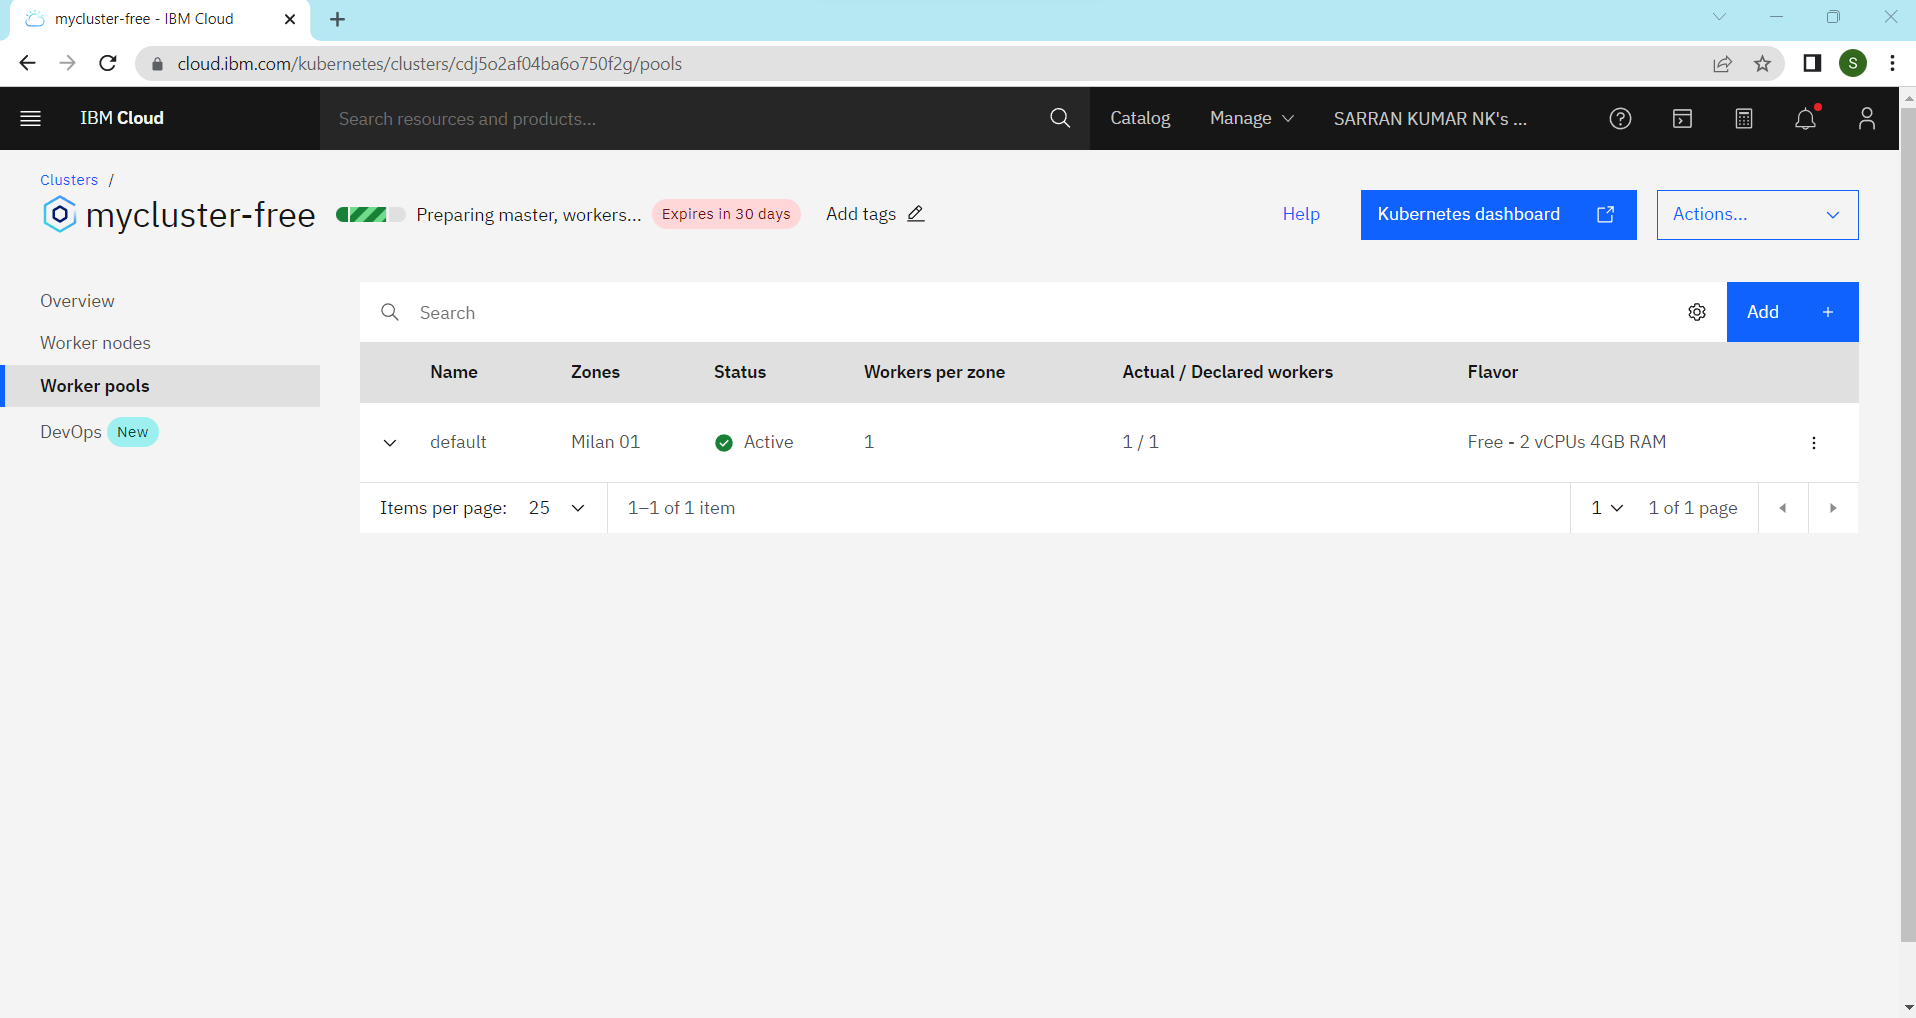 mycluster-free - IBM Cloud
cloud.ibm.com/kubernetes/clusters/cdj5o2af04ba6o750f2g/pools
S
IBM Cloud
Search resources and products...
Catalog
Manage
SARRAN KUMAR NK's ...
Clusters /
mycluster-free
Preparing master, workers...
Expires in 30 days
Add tags
Help
Kubernetes dashboard
Actions...
Overview
Worker nodes
Worker pools
DevOps New
Search
Add +
Name Zones Status Workers per zone Actual / Declared workers Flavor
default Milan 01 Active 1 1 / 1 Free - 2 vCPUs 4GB RAM
Items per page: 25 1–1 of 1 item 1 1 of 1 page